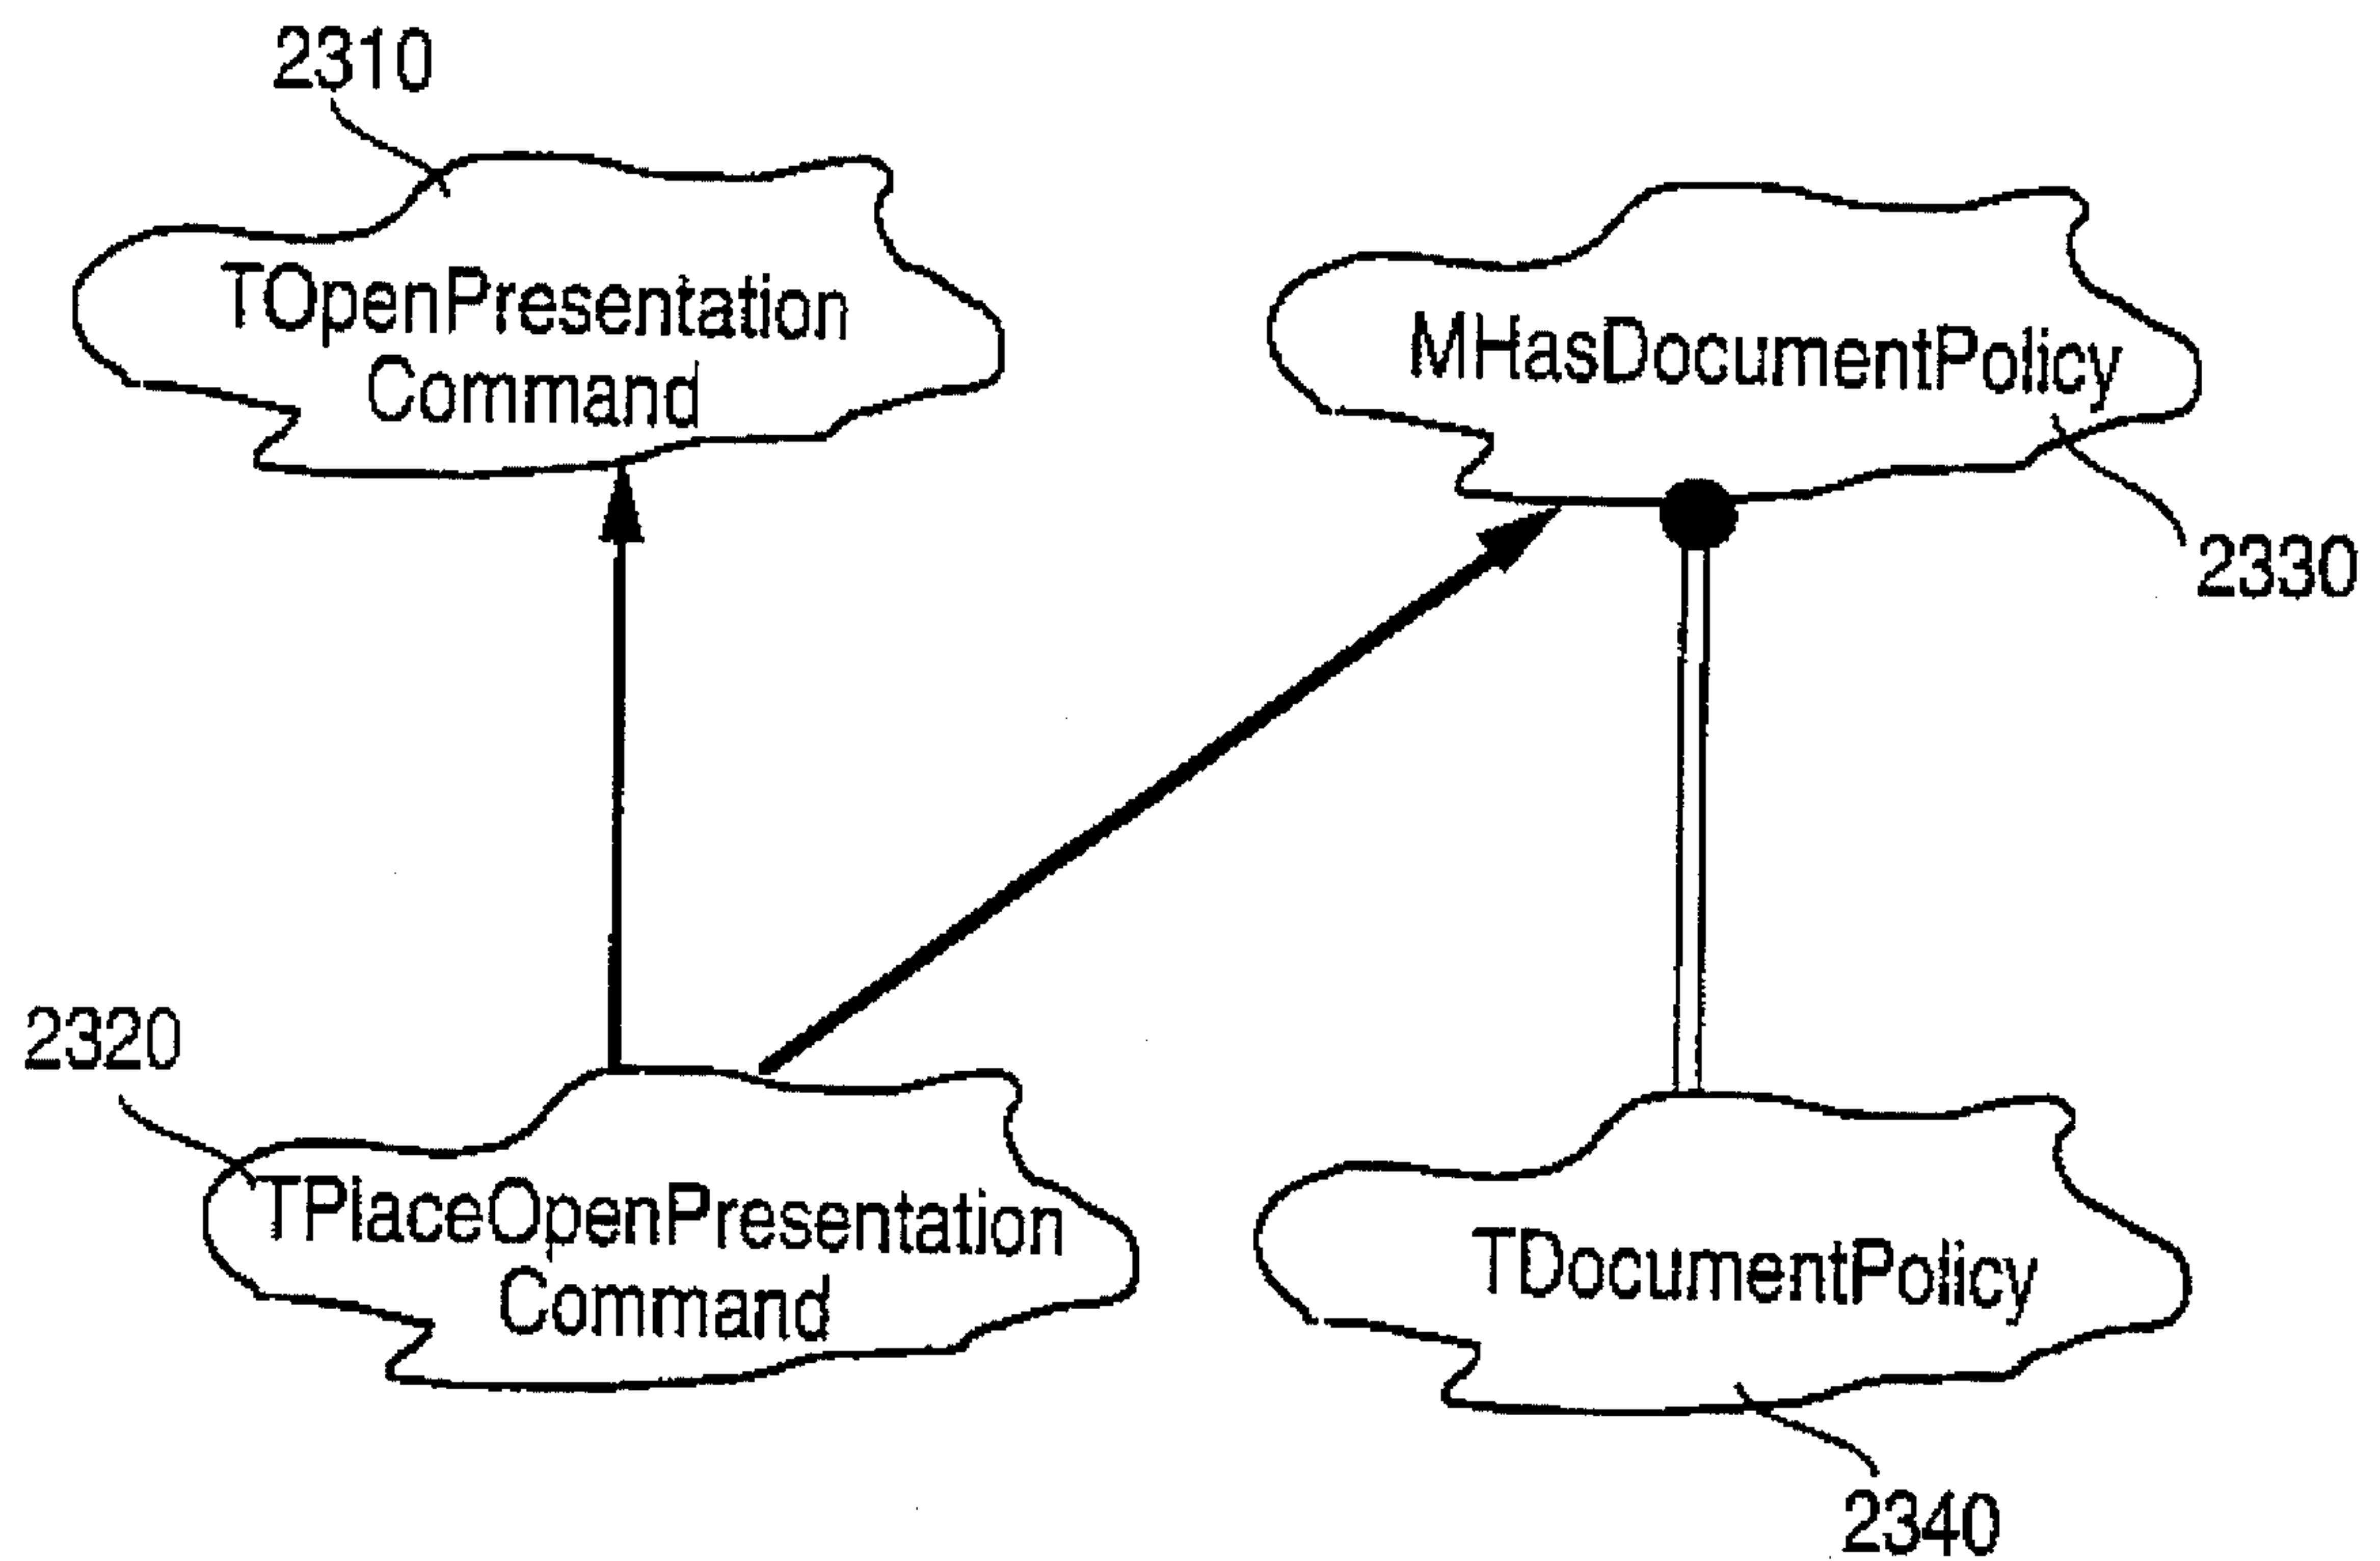 2310
TOpenPresentation
Command
MHasDocumentPolicy
2330
2320
TPlaceOpenPresentation
Command
TDocumentPolicy
2340